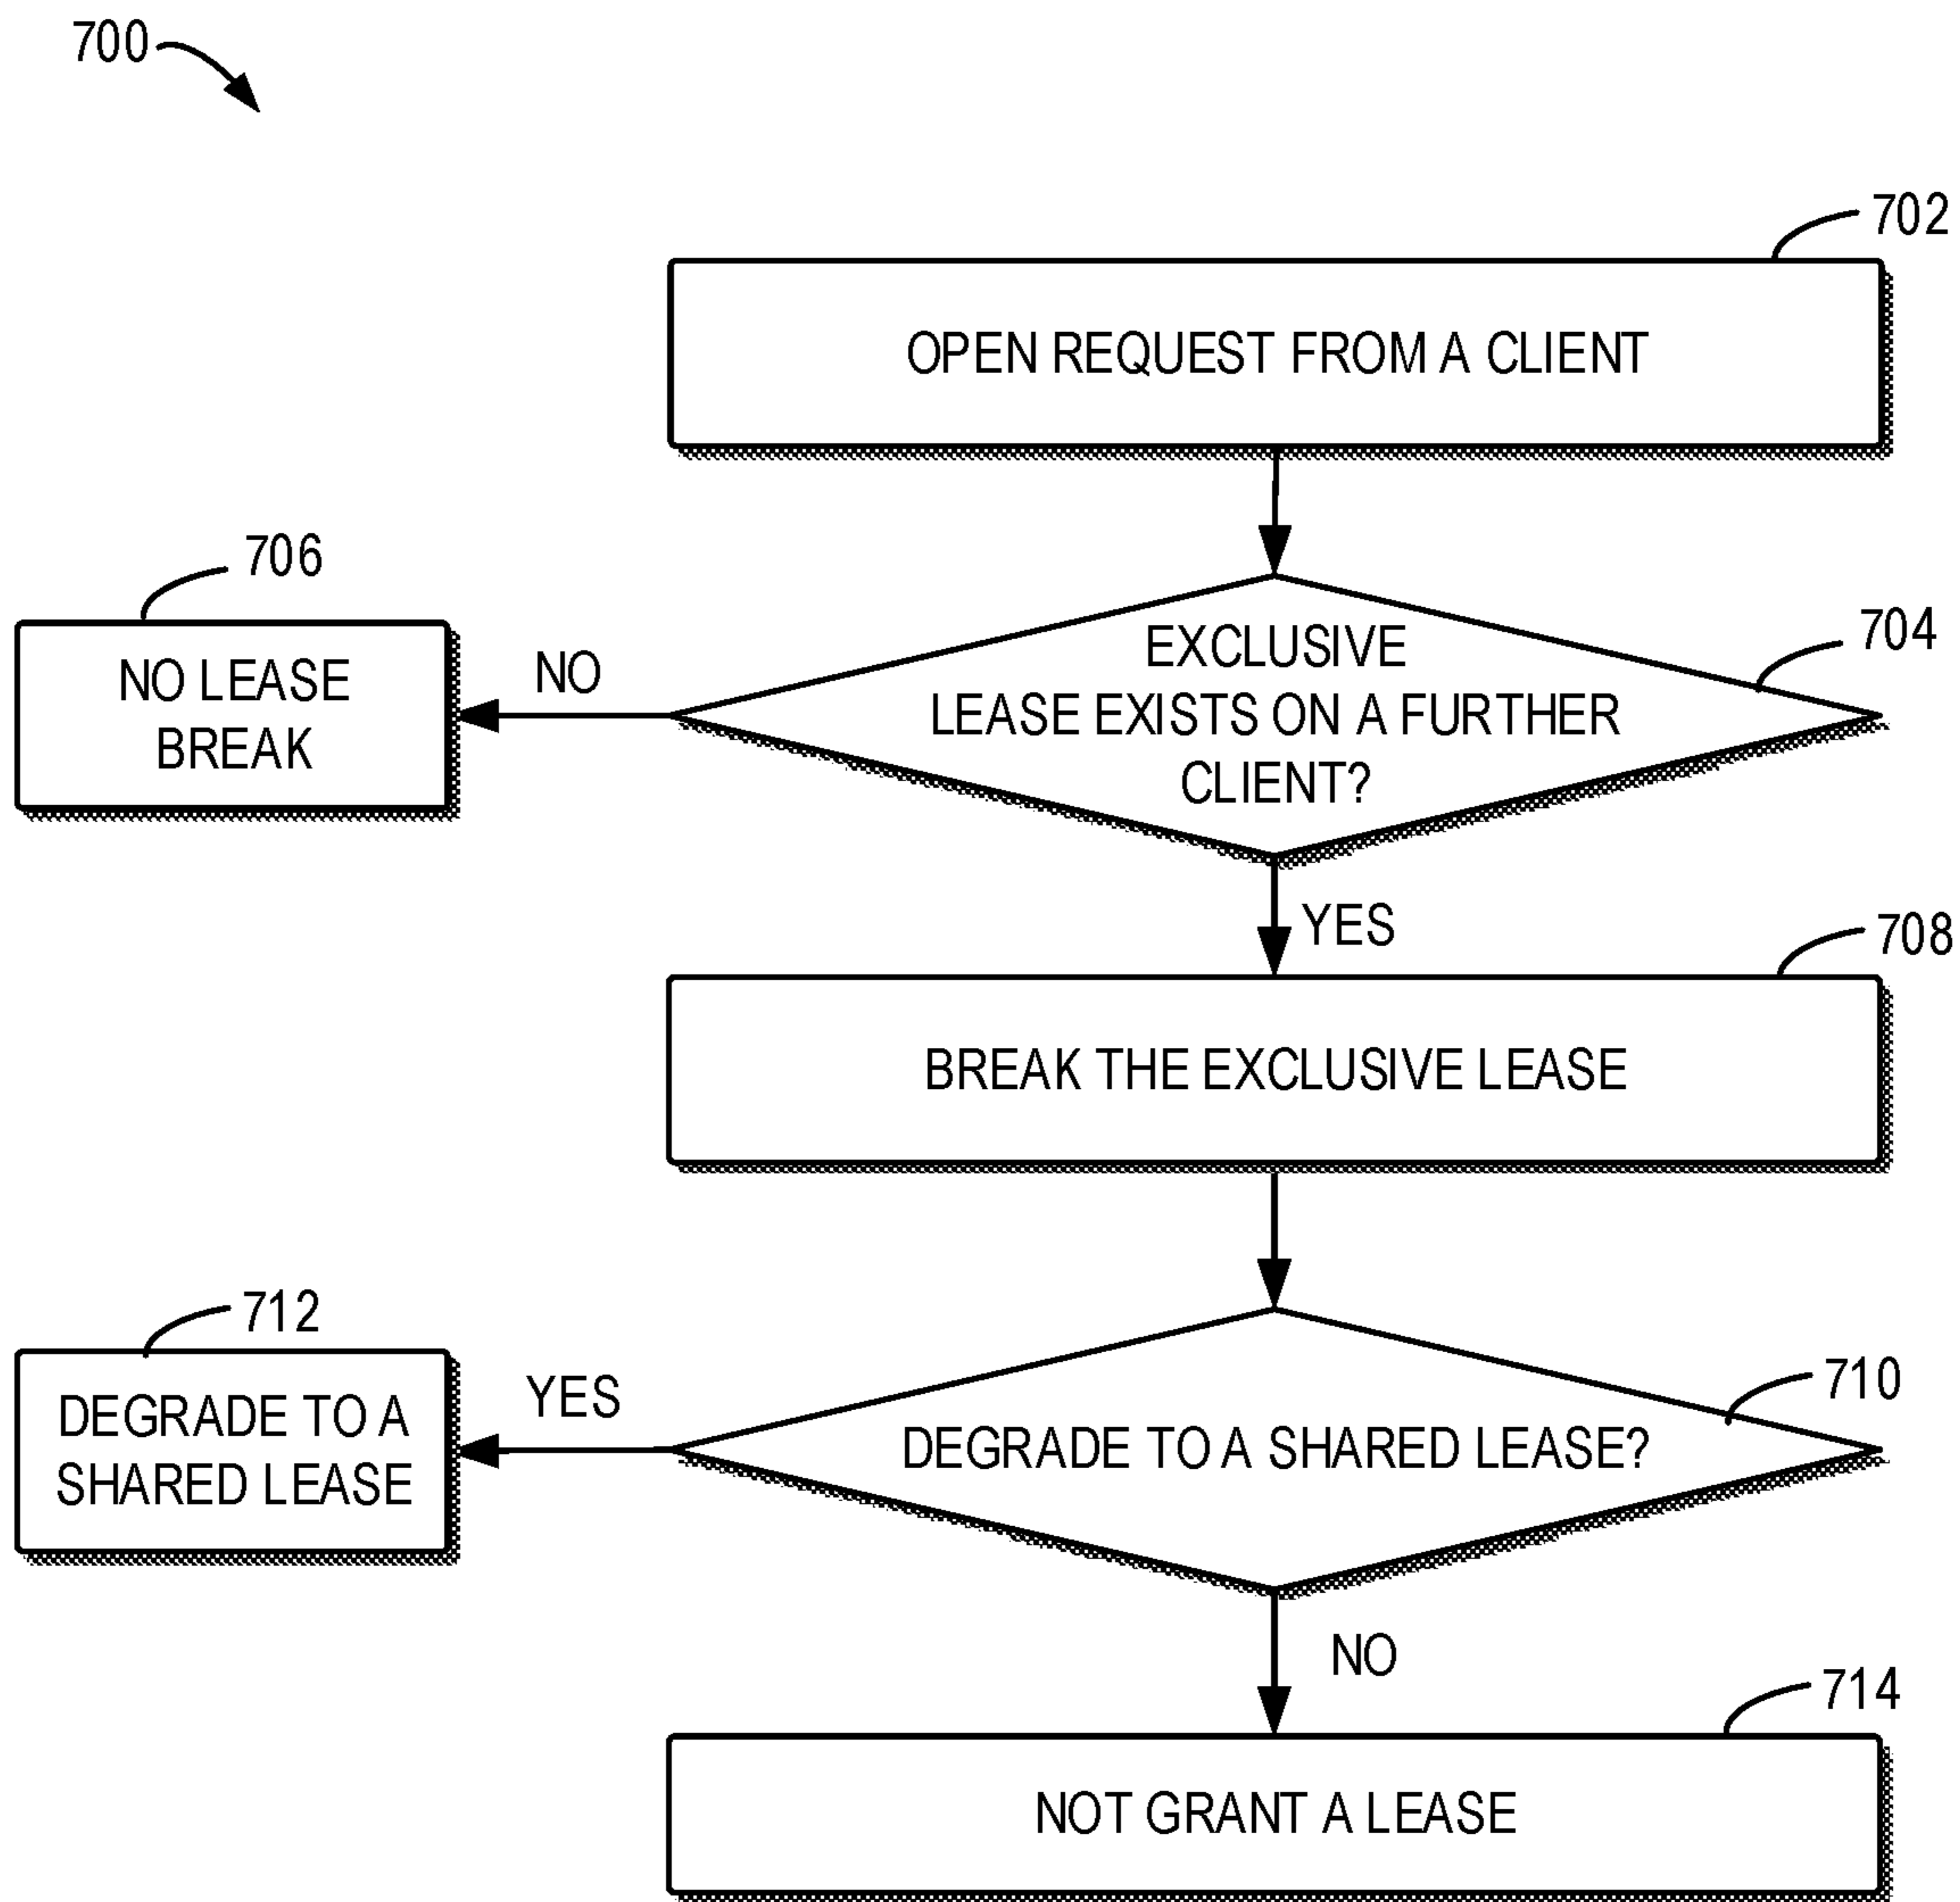 700
702
OPEN REQUEST FROM A CLIENT
706
704
NO LEASE
BREAK
NO
EXCLUSIVE
LEASE EXISTS ON A FURTHER
CLIENT?
YES
708
BREAK THE EXCLUSIVE LEASE
712
710
DEGRADE TO A
SHARED LEASE
YES
DEGRADE TO A SHARED LEASE?
NO
714
NOT GRANT A LEASE